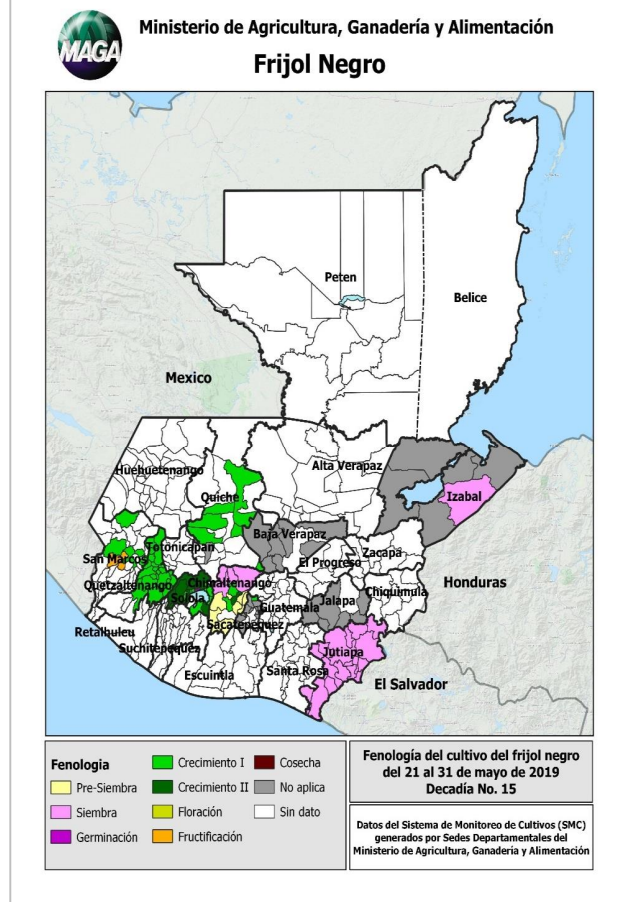 MAGA
Ministerio de Agricultura, Ganadería y Alimentación
Frijol Negro
Peten
Belice
Mexico
Huehuetenango
Alta Verapaz
Quiche
Izabal
Baja Verapaz
Totonicapan
San Marcos
Zacapa
El Progreso
Quetzaltenango
Chimaltenango
Honduras
Solola
Chiquimula
Guatemala
Jalapa
Retalhuleu
Sacatepequez
Suchitepequez
Jutiapa
Escuintla
Santa Rosa
El Salvador
Fenologia
Pre-Siembra
Siembra
Germinación
Crecimiento I
Crecimiento II
Floración
Fructificación
Cosecha
No aplica
Sin dato
Fenología del cultivo del frijol negro
del 21 al 31 de mayo de 2019
Decadía No. 15
Datos del Sistema de Monitoreo de Cultivos (SMC)
generados por Sedes Departamentales del
Ministerio de Agricultura, Ganadería y Alimentación